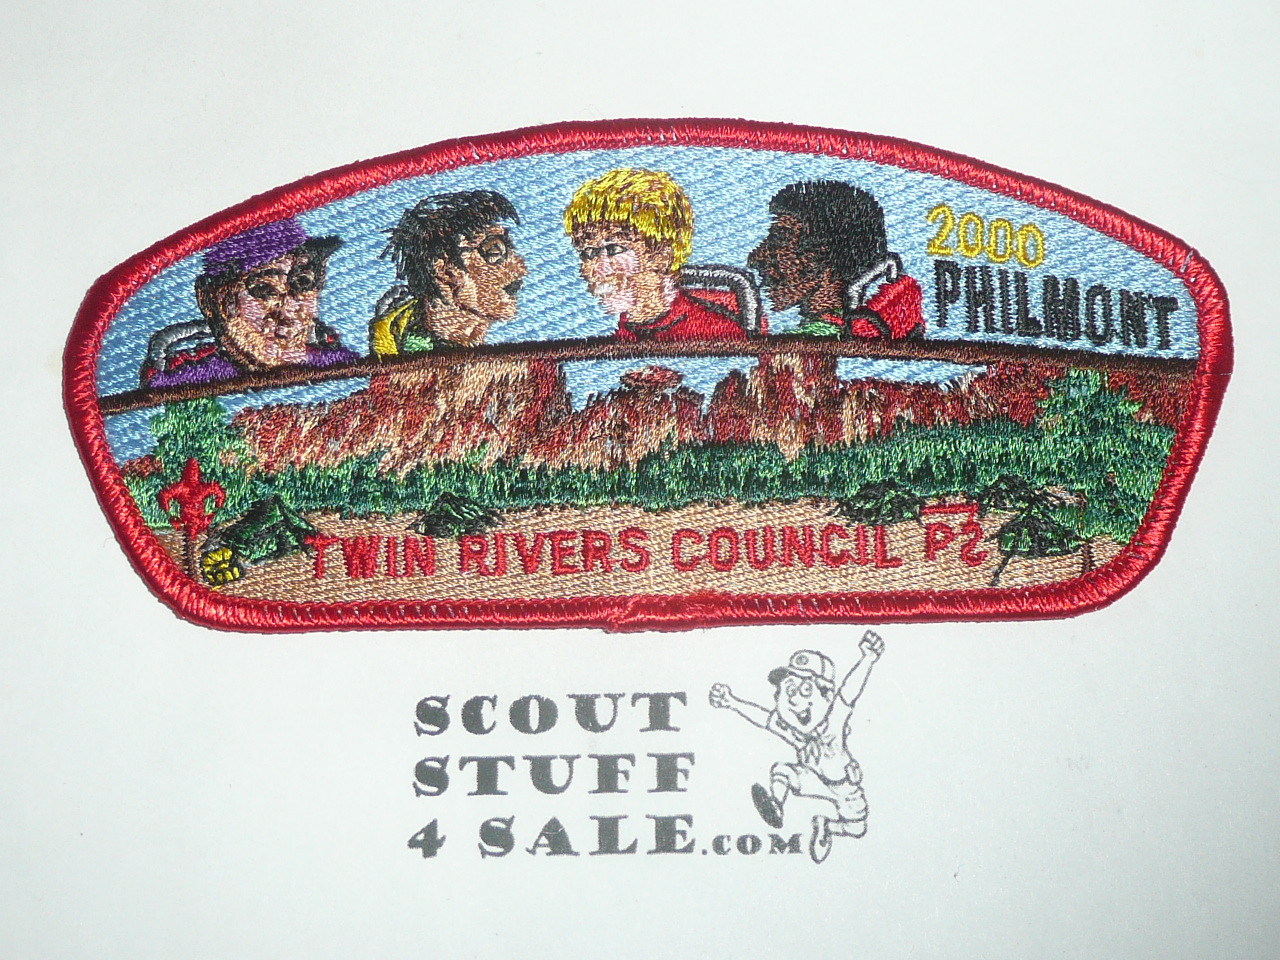 2000
PHILMONT
TWIN RIVERS COUNCIL
SCOUT
STUFF
4 SALE.COM